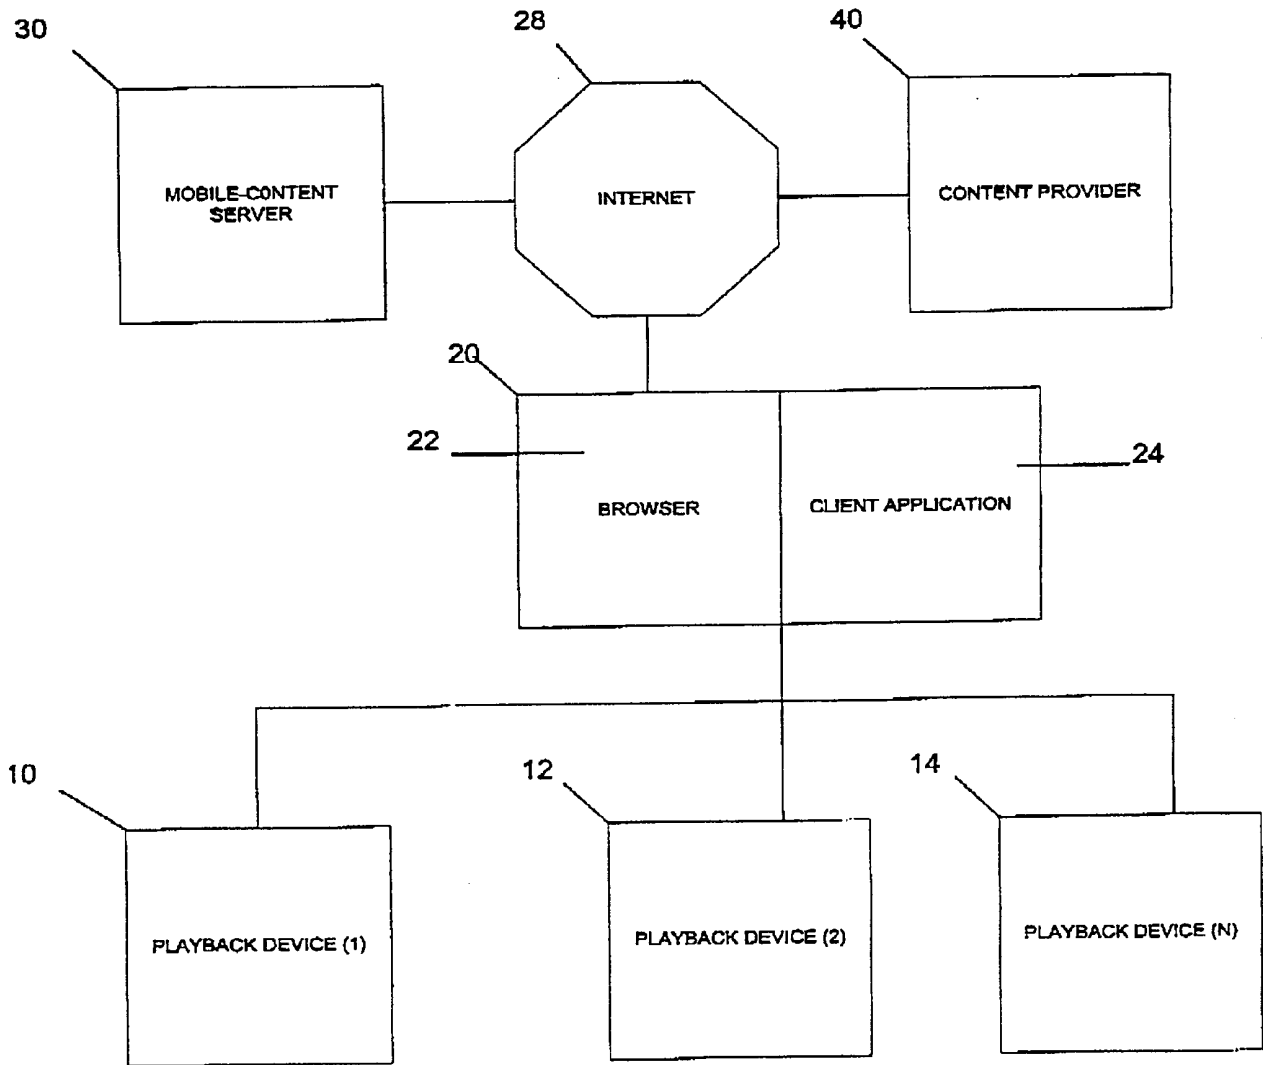 30
28
40
MOBILE-CONTENT
SERVER
INTERNET
CONTENT PROVIDER
20
22
24
BROWSER
CLIENT APPLICATION
10
12
14
PLAYBACK DEVICE (1)
PLAYBACK DEVICE (2)
PLAYBACK DEVICE (N)